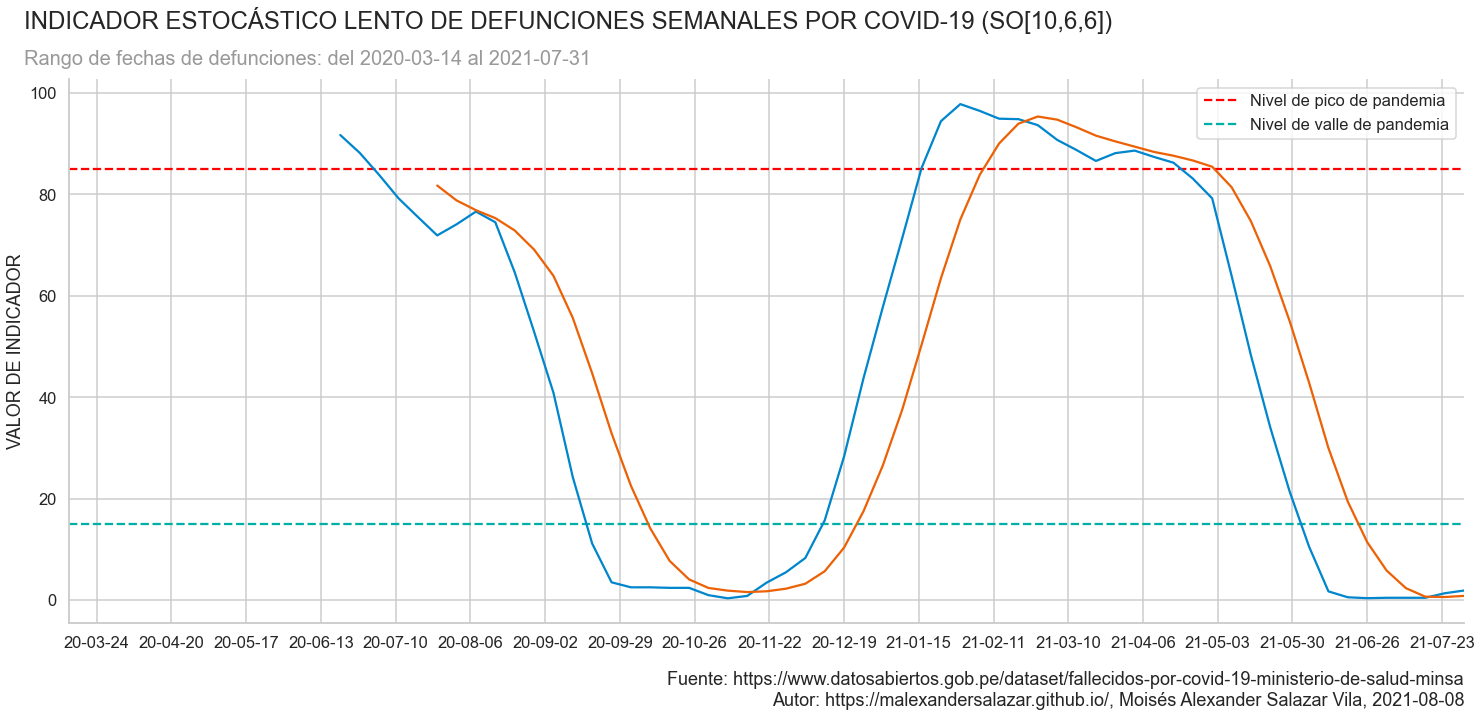 INDICADOR ESTOCÁSTICO LENTO DE DEFUNCIONES SEMANALES POR COVID-19 (SO[10,6,6])
Rango de fechas de defunciones: del 2020-03-14 al 2021-07-31
Nivel de pico de pandemia
Nivel de valle de pandemia
VALOR DE INDICADOR
100
80
60
40
20
0
20-03-24 20-04-20 20-05-17 20-06-13 20-07-10 20-08-06 20-09-02 20-09-29 20-10-26 20-11-22 20-12-19 21-01-15 21-02-11 21-03-10 21-04-06 21-05-03 21-05-30 21-06-26 21-07-23
Fuente: https://www.datosabiertos.gob.pe/dataset/fallecidos-por-covid-19-ministerio-de-salud-minsa
Autor: https://malexandersalazar.github.io/, Moisés Alexander Salazar Vila, 2021-08-08